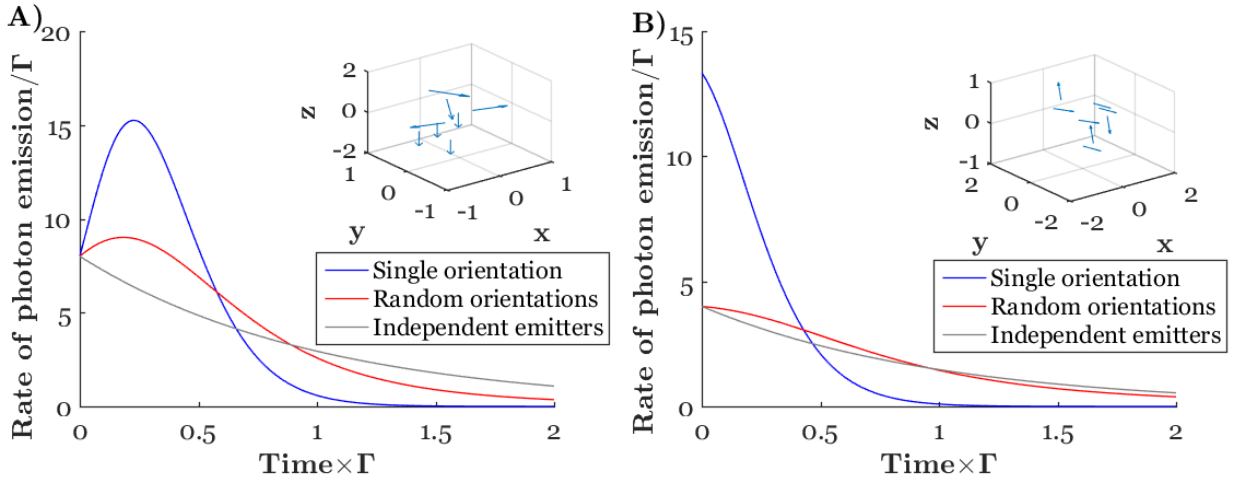 A)
Rate of photon emission/Γ
20
15
10
5
0
0
0.5
1
1.5
2
Time×Γ
z
2
0
-2
1
0
-1
y
-1
0
1
x
Single orientation
Random orientations
Independent emitters
B)
Rate of photon emission/Γ
15
10
5
0
0
0.5
1
1.5
2
Time×Γ
z
1
0
-1
2
0
-2
y
-2
0
2
x
Single orientation
Random orientations
Independent emitters